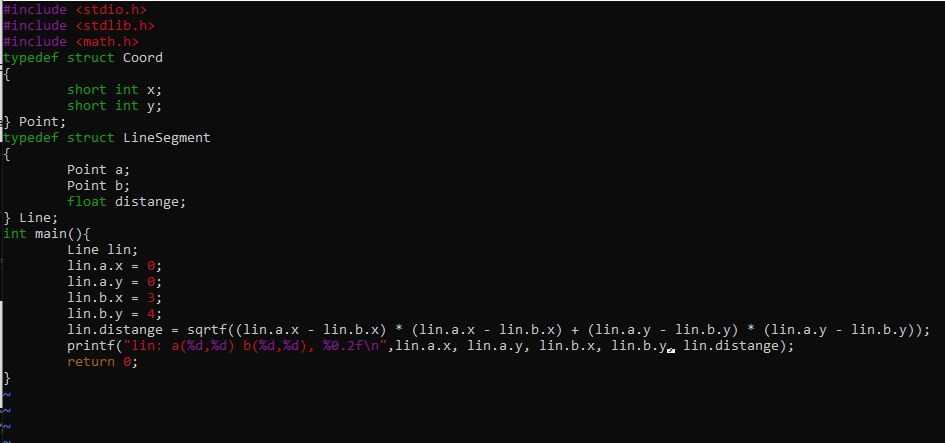 #include <stdio.h>
#include <stdlib.h>
#include <math.h>
typedef struct Coord
{
        short int x;
        short int y;
} Point;
typedef struct LineSegment
{
        Point a;
        Point b;
        float distange;
} Line;
int main(){
        Line lin;
        lin.a.x = 0;
        lin.a.y = 0;
        lin.b.x = 3;
        lin.b.y = 4;
        lin.distange = sqrtf((lin.a.x - lin.b.x) * (lin.a.x - lin.b.x) + (lin.a.y - lin.b.y) * (lin.a.y - lin.b.y));
        printf("lin: a(%d,%d) b(%d,%d), %0.2f\n",lin.a.x, lin.a.y, lin.b.x, lin.b.y, lin.distange);
        return 0;
}
~
~
~
~